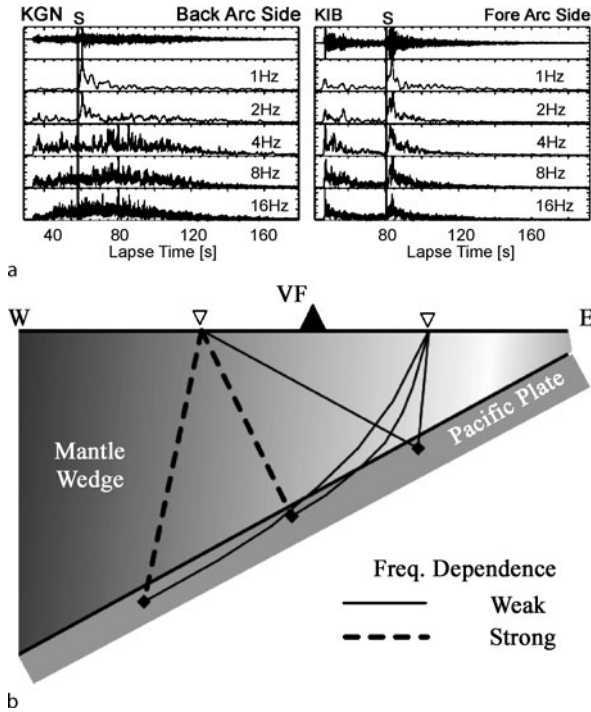 KGN S Back Arc Side
1Hz
2Hz
4Hz
8Hz
16Hz
40 80 120 160
Lapse Time [s]
KIB S Fore Arc Side
1Hz
2Hz
4Hz
8Hz
16Hz
40 80 120
Lapse Time [s]
a
VF
W E
Pacific Plate
Mantle
Wedge
Freq. Dependence
Weak
Strong
b